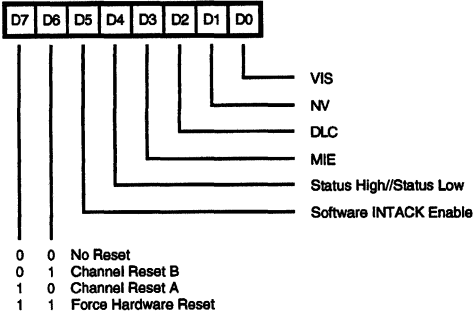 D7 D6 D5 D4 D3 D2 D1 D0
VIS
NV
DLC
MIE
Status High//Status Low
Software INTACK Enable
0 0 No Reset
0 1 Channel Reset B
1 0 Channel Reset A
1 1 Force Hardware Reset